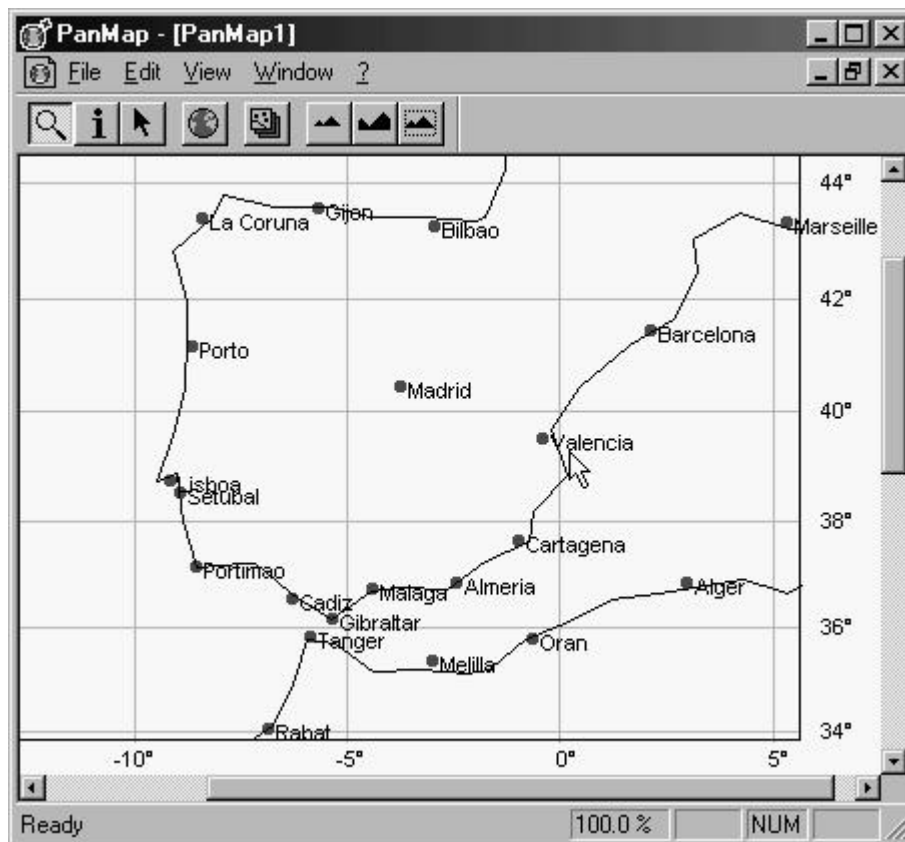 PanMap - [PanMap1]
File Edit View Window ?
44°
Gijon
La Coruna
Bilbao
Marseille
42°
Barcelona
Porto
Madrid
40°
Valencia
Lisboa
Setubal
38°
Cartagena
Portimao
Malaga
Almeria
Alger
Cadiz
Gibraltar
36°
Tanger
Oran
Melilla
Rabat
34°
-10° -5° 0° 5°
Ready 100.0 % NUM